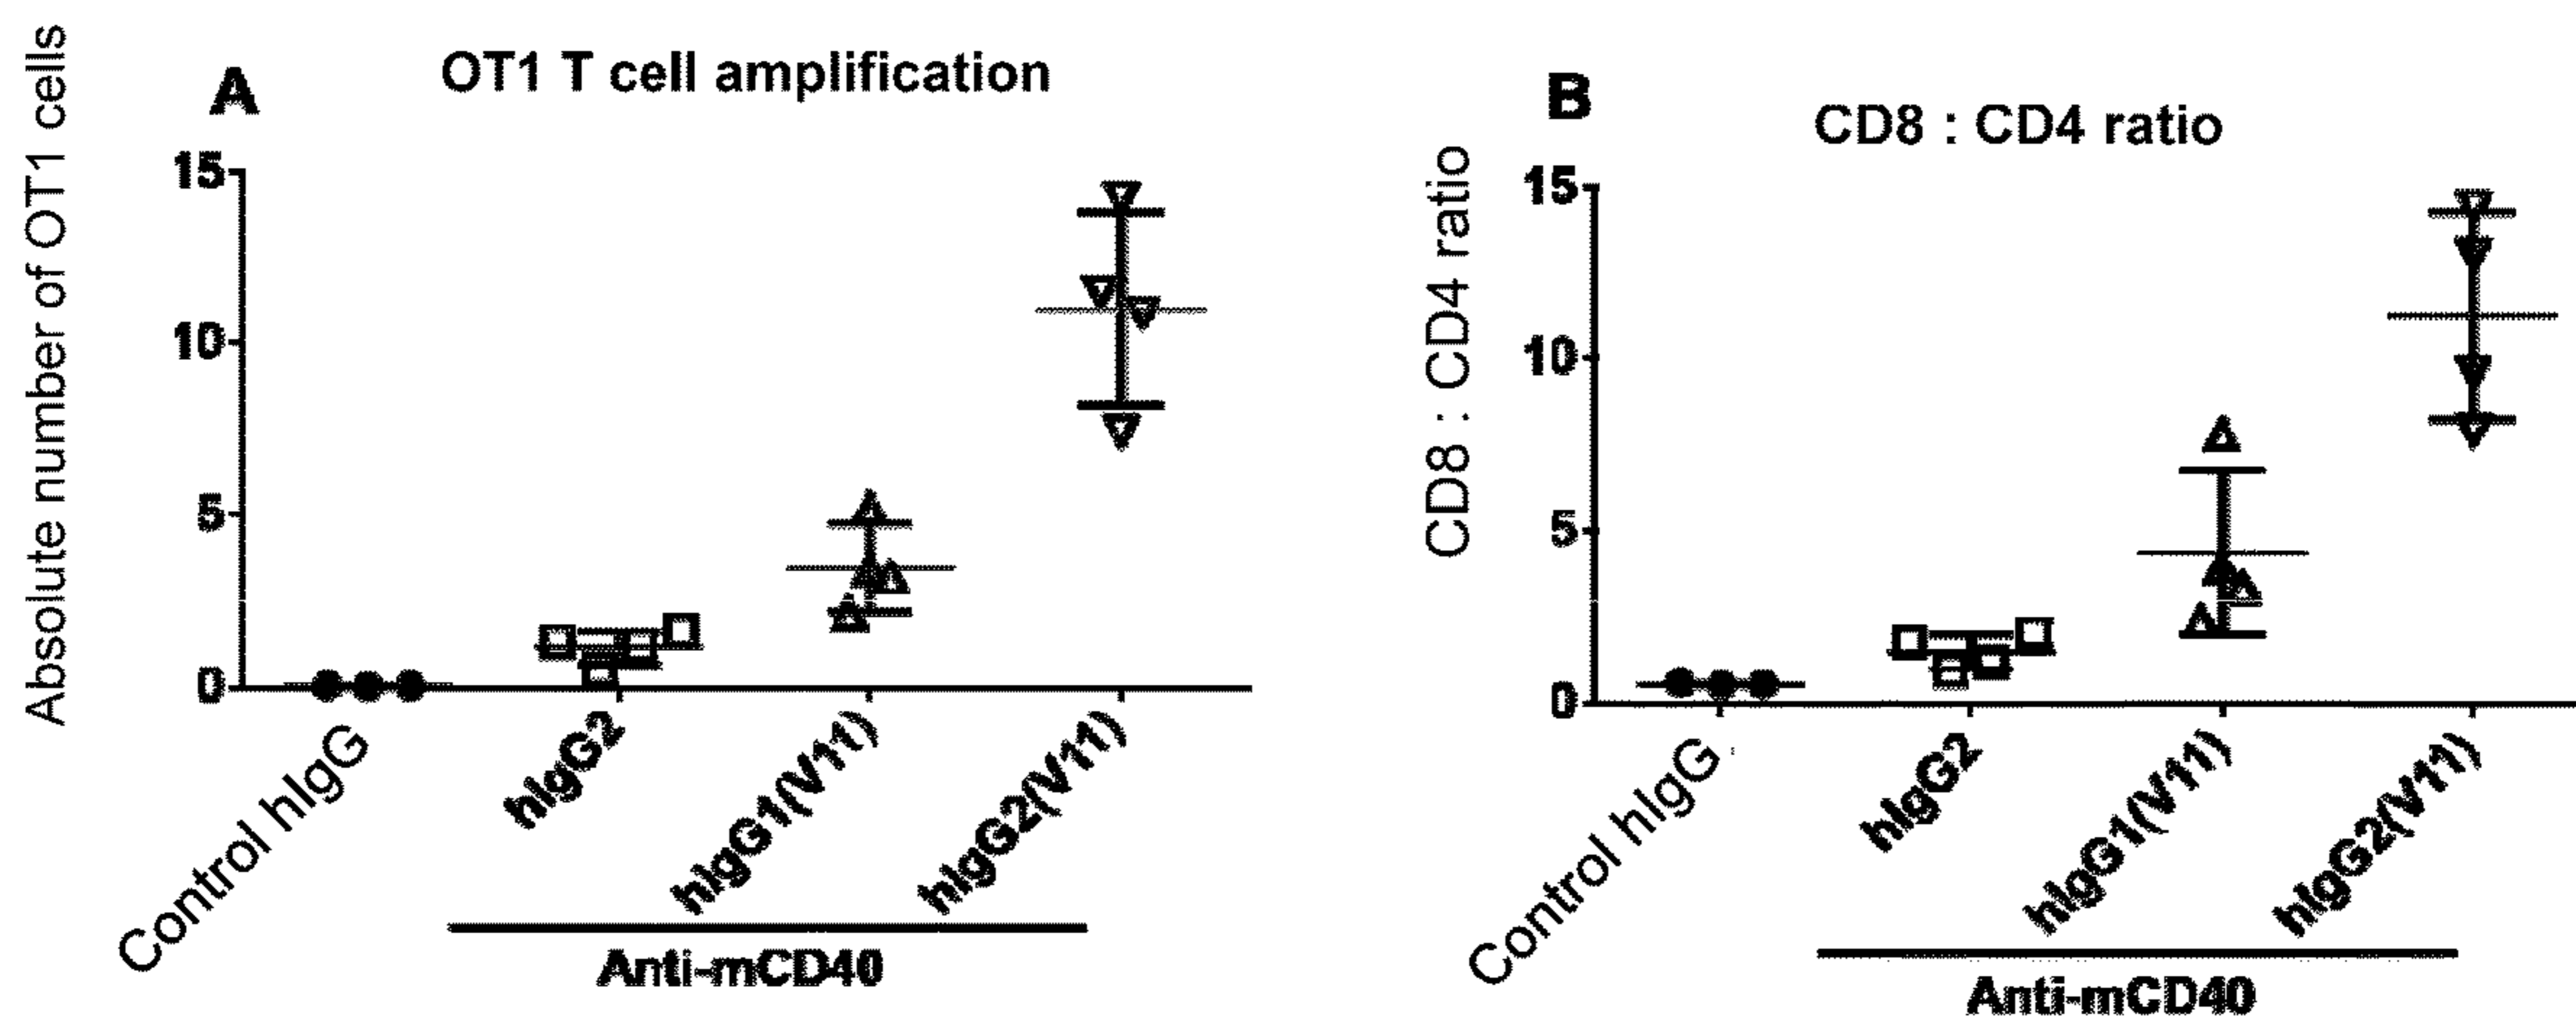 A
OT1 T cell amplification
Absolute number of OT1 cells
15
10
5
0
Control hIgG
hIgG2
hIgG1(V11)
hIgG2(V11)
Anti-mCD40
B
CD8 : CD4 ratio
CD8 : CD4 ratio
15
10
5
0
Control hIgG
hIgG2
hIgG1(V11)
hIgG2(V11)
Anti-mCD40